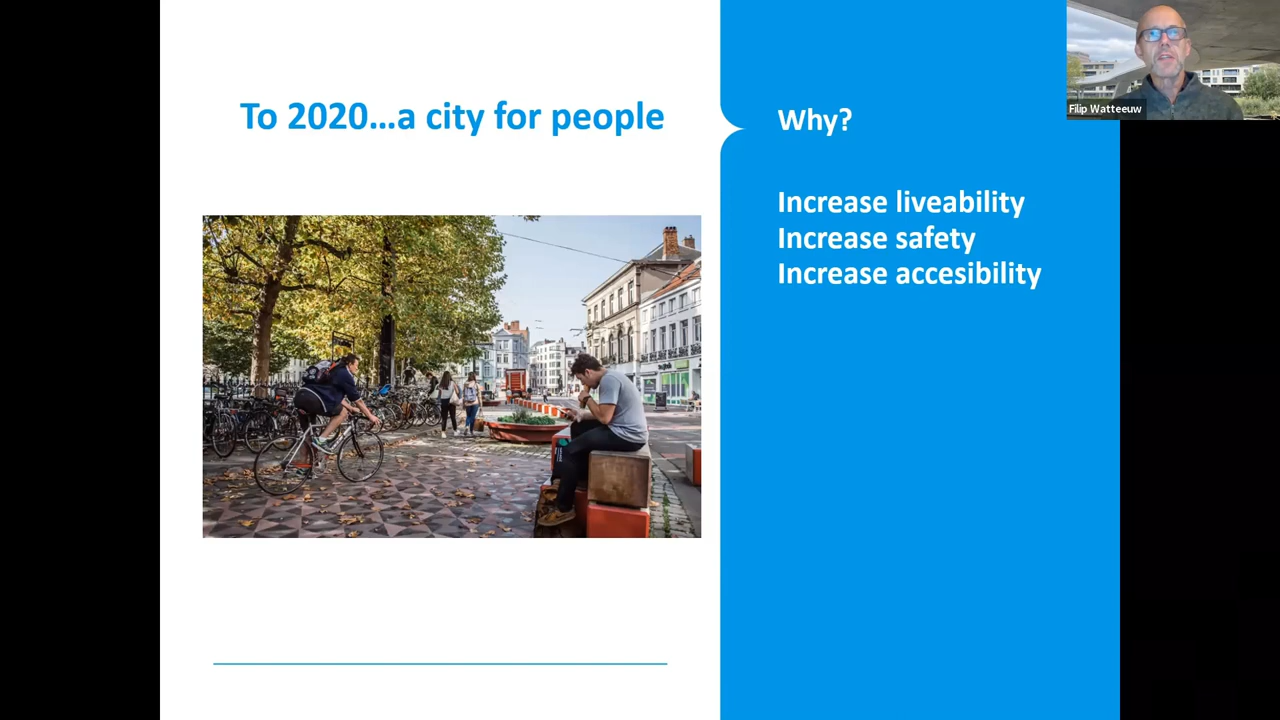 To 2020...a city for people
Why?
Increase liveability
Increase safety
Increase accesibility
Filip Watteeuw